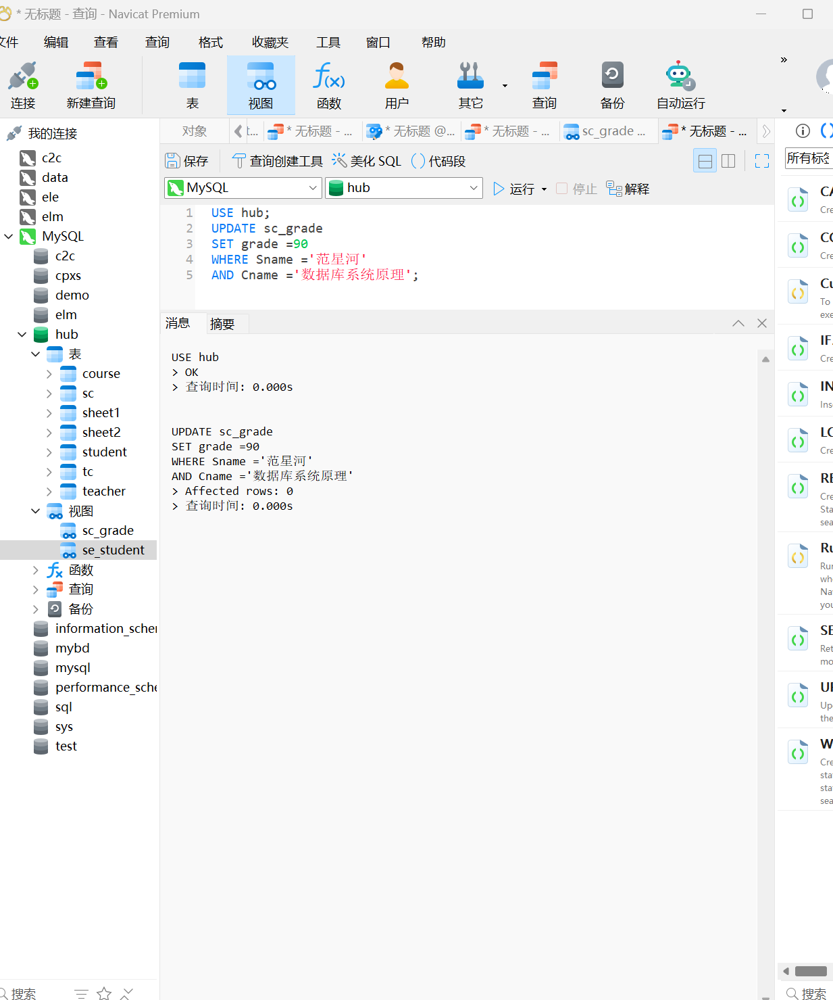 * 无标题 - 查询 - Navicat Premium
文件 编辑 查看 查询 格式 收藏夹 工具 窗口 帮助
连接 新建查询 表 视图 函数 用户 其它 查询 备份 自动运行
我的连接
c2c
data
ele
elm
MySQL
c2c
cpxs
demo
elm
hub
表
course
sc
sheet1
sheet2
student
tc
teacher
视图
sc_grade
se_student
函数
查询
备份
information_scher
mybd
mysql
performance_sche
sql
sys
test
搜索
对象 t... * 无标题 - ... * 无标题 @... * 无标题 - ... sc_grade ... * 无标题 - ...
保存 查询创建工具 美化 SQL () 代码段
MySQL hub 运行 停止 解释
1 USE hub;
2 UPDATE sc_grade
3 SET grade =90
4 WHERE Sname ='范星河'
5 AND Cname ='数据库系统原理';
消息 摘要
USE hub
> OK
> 查询时间: 0.000s
UPDATE sc_grade
SET grade =90
WHERE Sname ='范星河'
AND Cname ='数据库系统原理'
> Affected rows: 0
> 查询时间: 0.000s
所有标签
CA
Cre
CO
Cre
Cu
To
exe
IF.
Cre
IN
Inse
LO
Cre
RE
Cre
Sta
sea
Ru
Run
whe
Nav
you
SE
Ret
mo
UP
Upd
the
W
Cre
sta
sta
sea
搜索